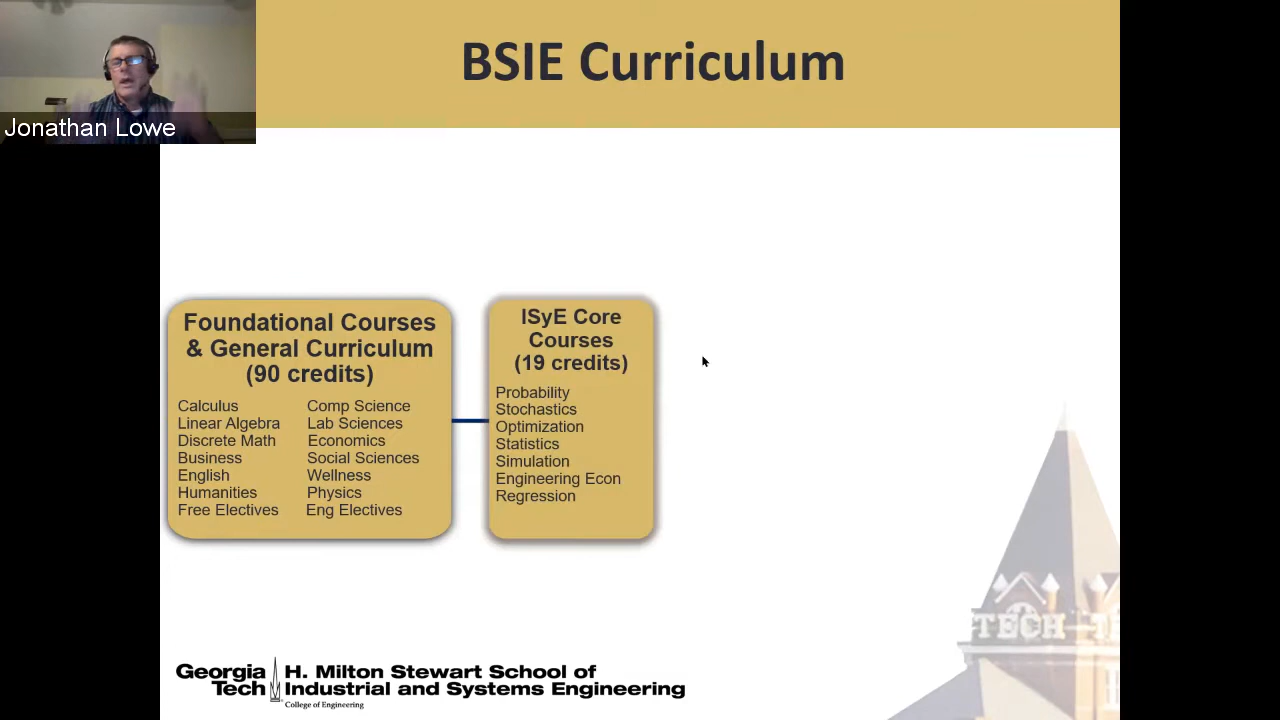 BSIE Curriculum
Jonathan Lowe
Foundational Courses
& General Curriculum
(90 credits)
Calculus
Linear Algebra
Discrete Math
Business
English
Humanities
Free Electives
Comp Science
Lab Sciences
Economics
Social Sciences
Wellness
Physics
Eng Electives
ISyE Core
Courses
(19 credits)
Probability
Stochastics
Optimization
Statistics
Simulation
Engineering Econ
Regression
TECH
Georgia
Tech
H. Milton Stewart School of
Industrial and Systems Engineering
College of Engineering